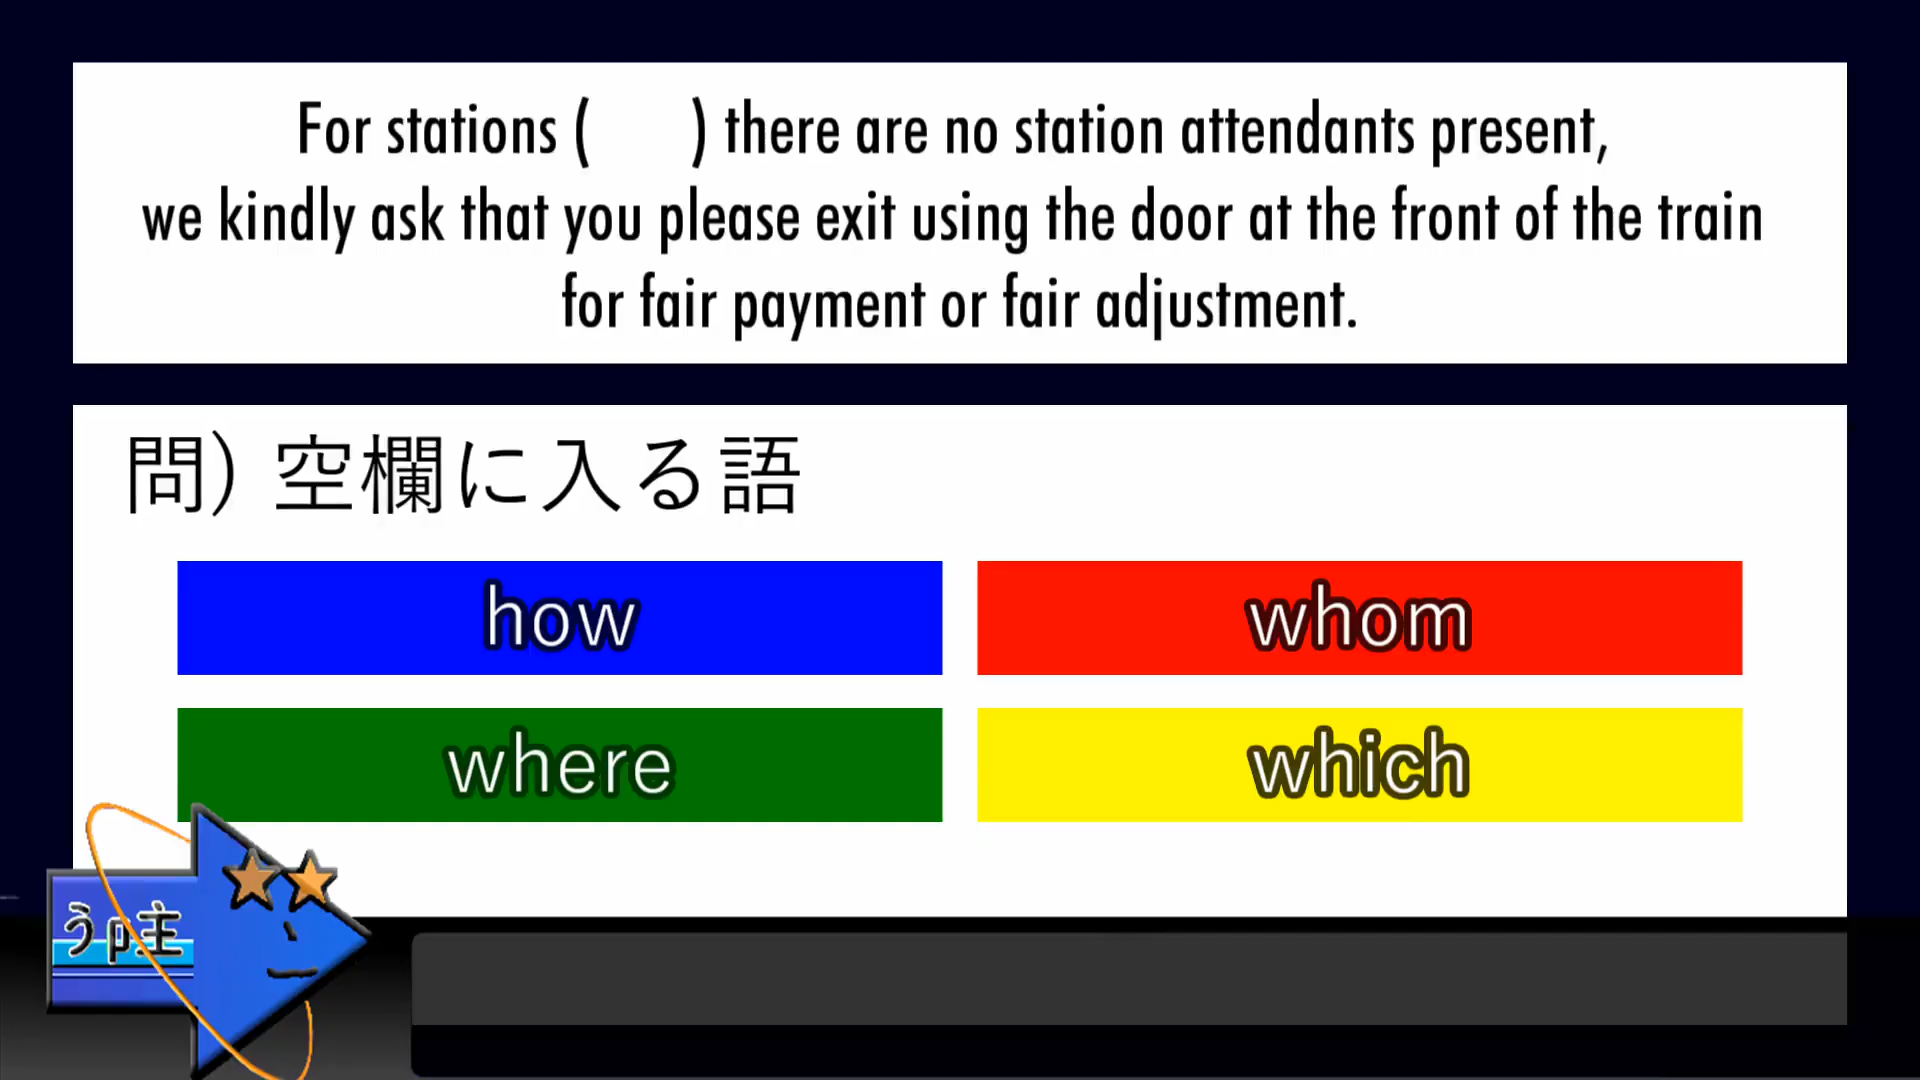 For stations (      ) there are no station attendants present,
we kindly ask that you please exit using the door at the front of the train
for fair payment or fair adjustment.
問) 空欄に入る語
how
whom
where
which
うp主